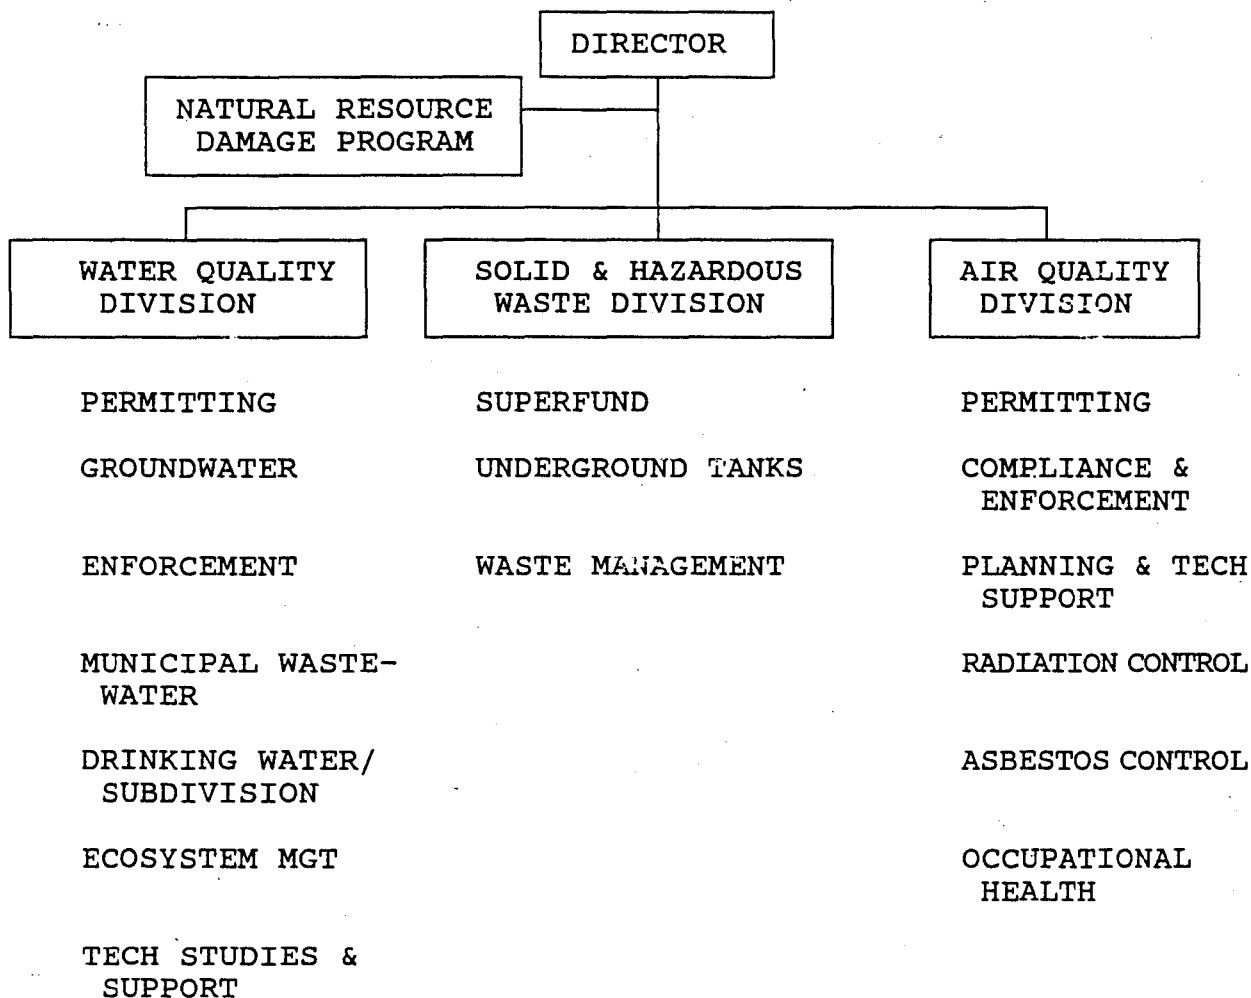 DIRECTOR
NATURAL RESOURCE
DAMAGE PROGRAM
WATER QUALITY
DIVISION
SOLID & HAZARDOUS
WASTE DIVISION
AIR QUALITY
DIVISION
PERMITTING
GROUNDWATER
ENFORCEMENT
MUNICIPAL WASTE-
WATER
DRINKING WATER/
SUBDIVISION
ECOSYSTEM MGT
TECH STUDIES &
SUPPORT
SUPERFUND
UNDERGROUND TANKS
WASTE MANAGEMENT
PERMITTING
COMPLIANCE &
ENFORCEMENT
PLANNING & TECH
SUPPORT
RADIATION CONTROL
ASBESTOS CONTROL
OCCUPATIONAL
HEALTH